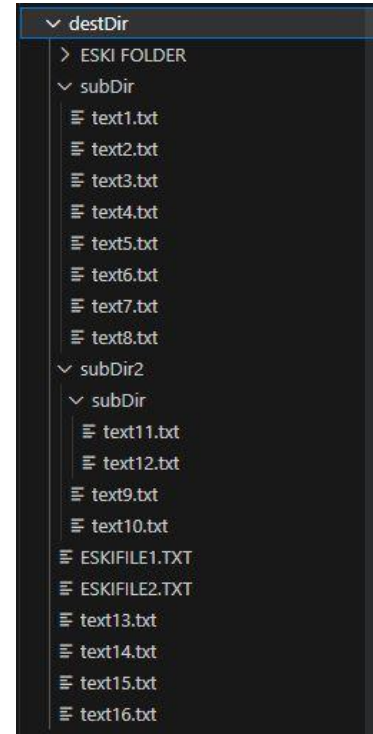 destDir
ESKI FOLDER
subDir
text1.txt
text2.txt
text3.txt
text4.txt
text5.txt
text6.txt
text7.txt
text8.txt
subDir2
subDir
text11.txt
text12.txt
text9.txt
text10.txt
ESKIFILE1.TXT
ESKIFILE2.TXT
text13.txt
text14.txt
text15.txt
text16.txt